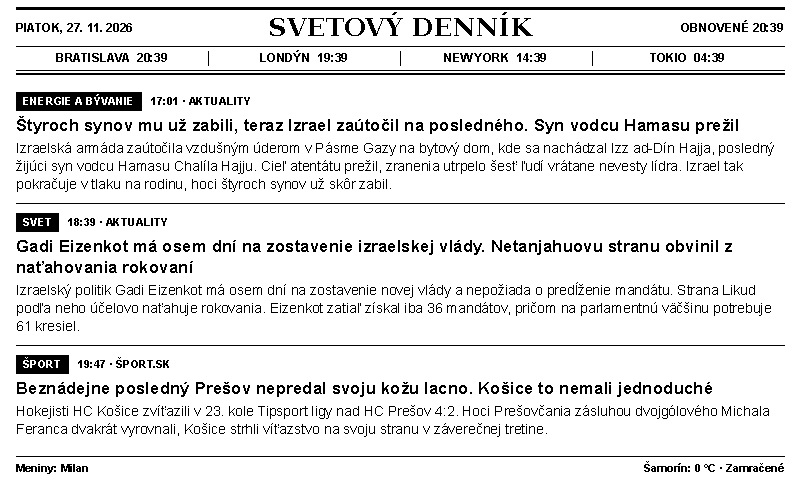 PIATOK, 27. 11. 2026 SVETOVÝ DENNÍK OBNOVENÉ 20:39
BRATISLAVA 20:39 LONDÝN 19:39 NEW YORK 14:39 TOKIO 04:39
ENERGIE A BÝVANIE 17:01 · AKTUALITY
Štyroch synov mu už zabili, teraz Izrael zaútočil na posledného. Syn vodcu Hamasu prežil
Izraelská armáda zaútočila vzdušným úderom v Pásme Gazy na bytový dom, kde sa nachádzal Izz ad-Dín Hajja, posledný
žijúci syn vodcu Hamasu Chalíla Hajju. Cieľ atentátu prežil, zranenia utrpelo šesť ľudí vrátane nevesty lídra. Izrael tak
pokračuje v tlaku na rodinu, hoci štyroch synov už skôr zabil.
SVET 18:39 · AKTUALITY
Gadi Eizenkot má osem dní na zostavenie izraelskej vlády. Netanjahuovu stranu obvinil z
naťahovania rokovaní
Izraelský politik Gadi Eizenkot má osem dní na zostavenie novej vlády a nepožiada o predĺženie mandátu. Strana Likud
podľa neho účelovo naťahuje rokovania. Eizenkot zatiaľ získal iba 36 mandátov, pričom na parlamentnú väčšinu potrebuje
61 kresiel.
ŠPORT 19:47 · ŠPORT.SK
Beznádejne posledný Prešov nepredal svoju kožu lacno. Košice to nemali jednoduché
Hokejisti HC Košice zvíťazili v 23. kole Tipsport ligy nad HC Prešov 4:2. Hoci Prešovčania zásluhou dvojgólového Michala
Feranca dvakrát vyrovnali, Košice strhli víťazstvo na svoju stranu v záverečnej tretine.
Meniny: Milan Šamorín: 0 °C · Zamračené